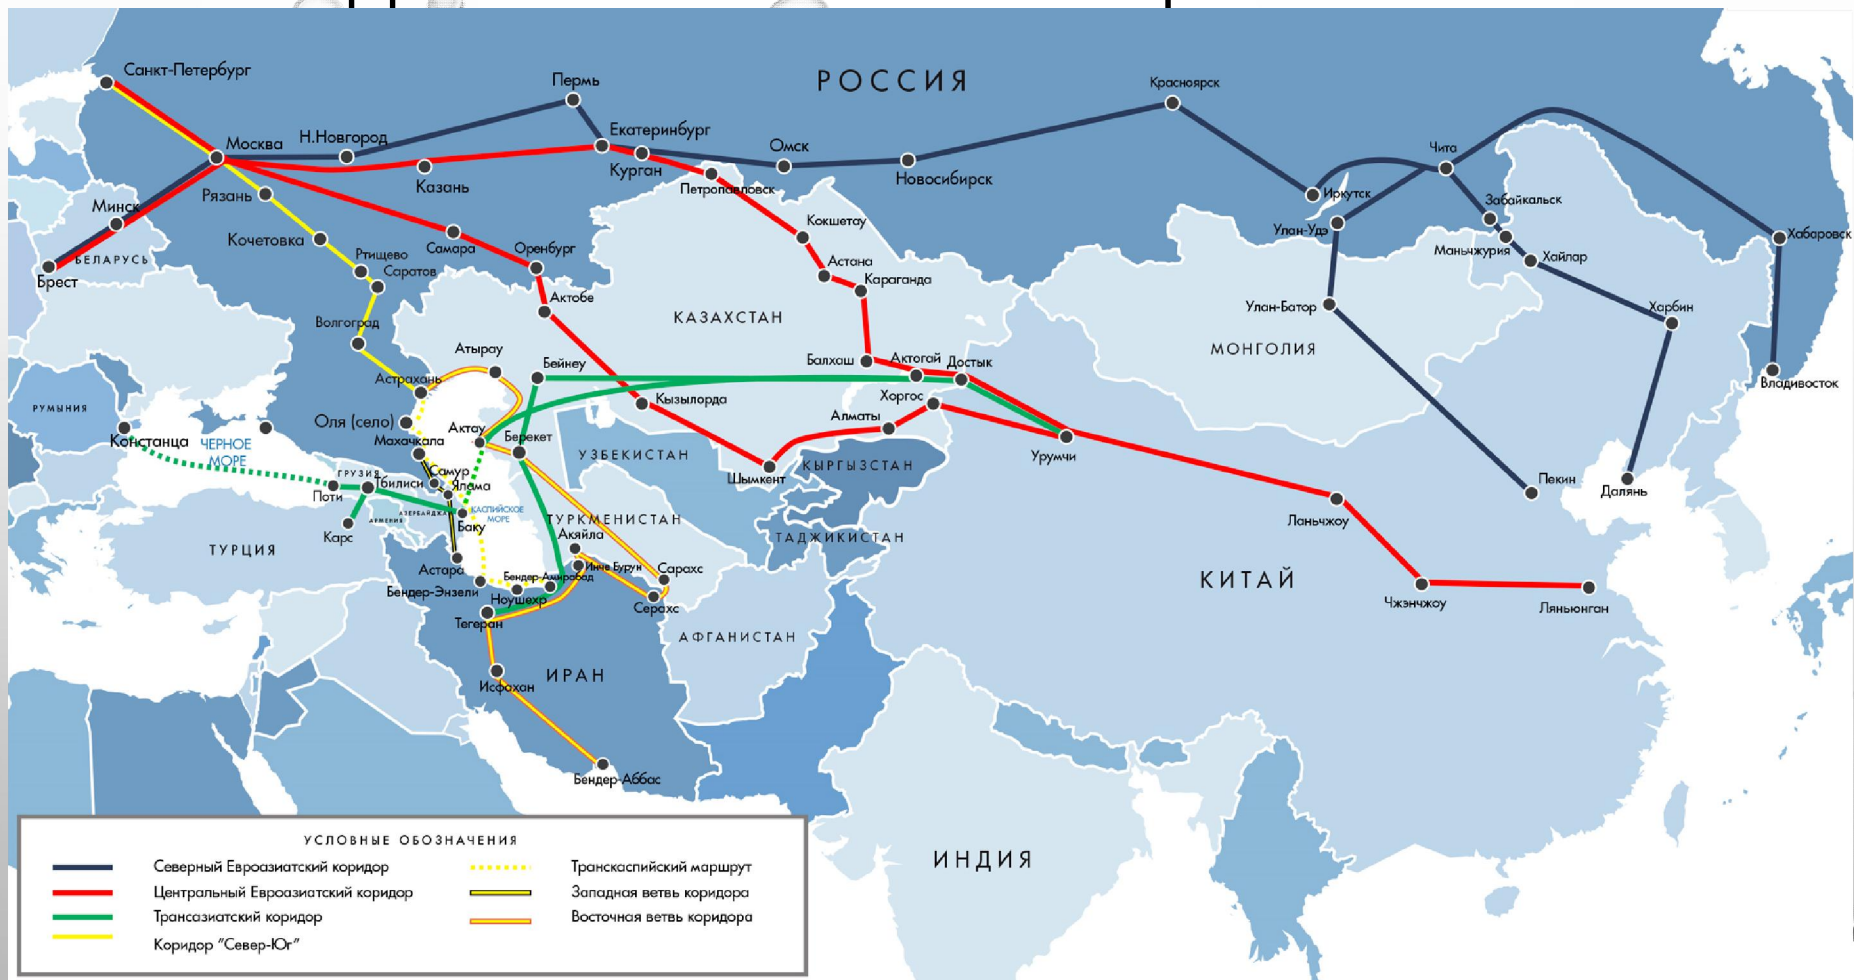 Санкт-Петербург
Пермь
РОССИЯ
Красноярск
Москва
Н.Новгород
Екатеринбург
Омск
Чита
Казань
Курган
Петропавловск
Новосибирск
Иркутск
Рязань
Минск
Забайкальск
Кокшетау
Улан-Удэ
Хабаровск
Кочетовка
Самара
Оренбург
Маньчжурия
Хайлар
Ртищево
БЕЛАРУСЬ
Саратов
Астана
Караганда
Брест
Актобе
Улан-Батор
Харбин
Волгоград
КАЗАХСТАН
МОНГОЛИЯ
Атырау
Бейнеу
Балхаш
Актогай
Достык
Астрахань
Владивосток
Кызылорда
Хоргос
РУМЫНИЯ
Оля (село)
Алматы
Актау
Берекет
Констанца
ЧЕРНОЕ
МОРЕ
Махачкала
УЗБЕКИСТАН
КЫРГЫЗСТАН
Урумчи
ГРУЗИЯ
Самур
Шымкент
Пекин
Далянь
Тбилиси
Ялама
Поти
АЗЕРБАЙДЖАН
КАСПИЙСКОЕ
МОРЕ
АРМЕНИЯ
Баку
ТУРКМЕНИСТАН
Ланьчжоу
Карс
Акяйла
ТАДЖИКИСТАН
ТУРЦИЯ
Астара
Бендер-Амирабад
Инче Бурун
Сарахс
КИТАЙ
Бендер-Энзели
Ноушехр
Серахс
Чжэнчжоу
Ляньюнган
Тегеран
АФГАНИСТАН
ИРАН
Исфохан
Бендер-Аббас
ИНДИЯ
УСЛОВНЫЕ ОБОЗНАЧЕНИЯ
Северный Евроазиатский коридор
Центральный Евроазиатский коридор
Трансазиатский коридор
Коридор "Север-Юг"
Транскаспийский маршрут
Западная ветвь коридора
Восточная ветвь коридора